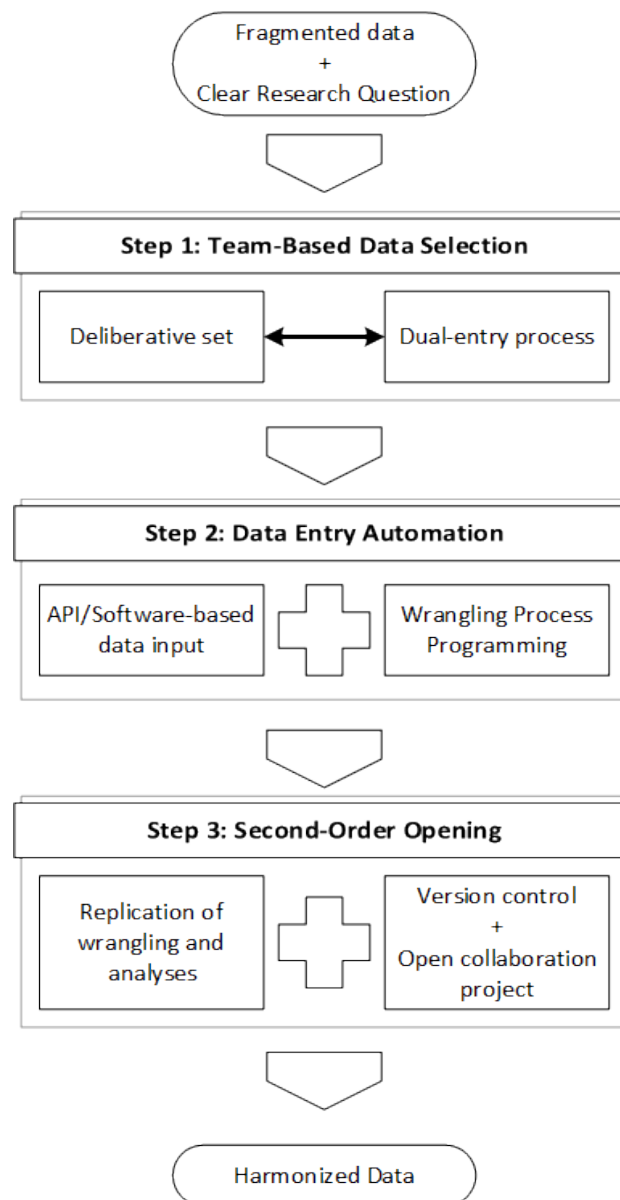 Fragmented data
+
Clear Research Question
Step 1: Team-Based Data Selection
Deliberative set
Dual-entry process
Step 2: Data Entry Automation
API/Software-based
data input
Wrangling Process
Programming
Step 3: Second-Order Opening
Replication of
wrangling and
analyses
Version control
+
Open collaboration
project
Harmonized Data